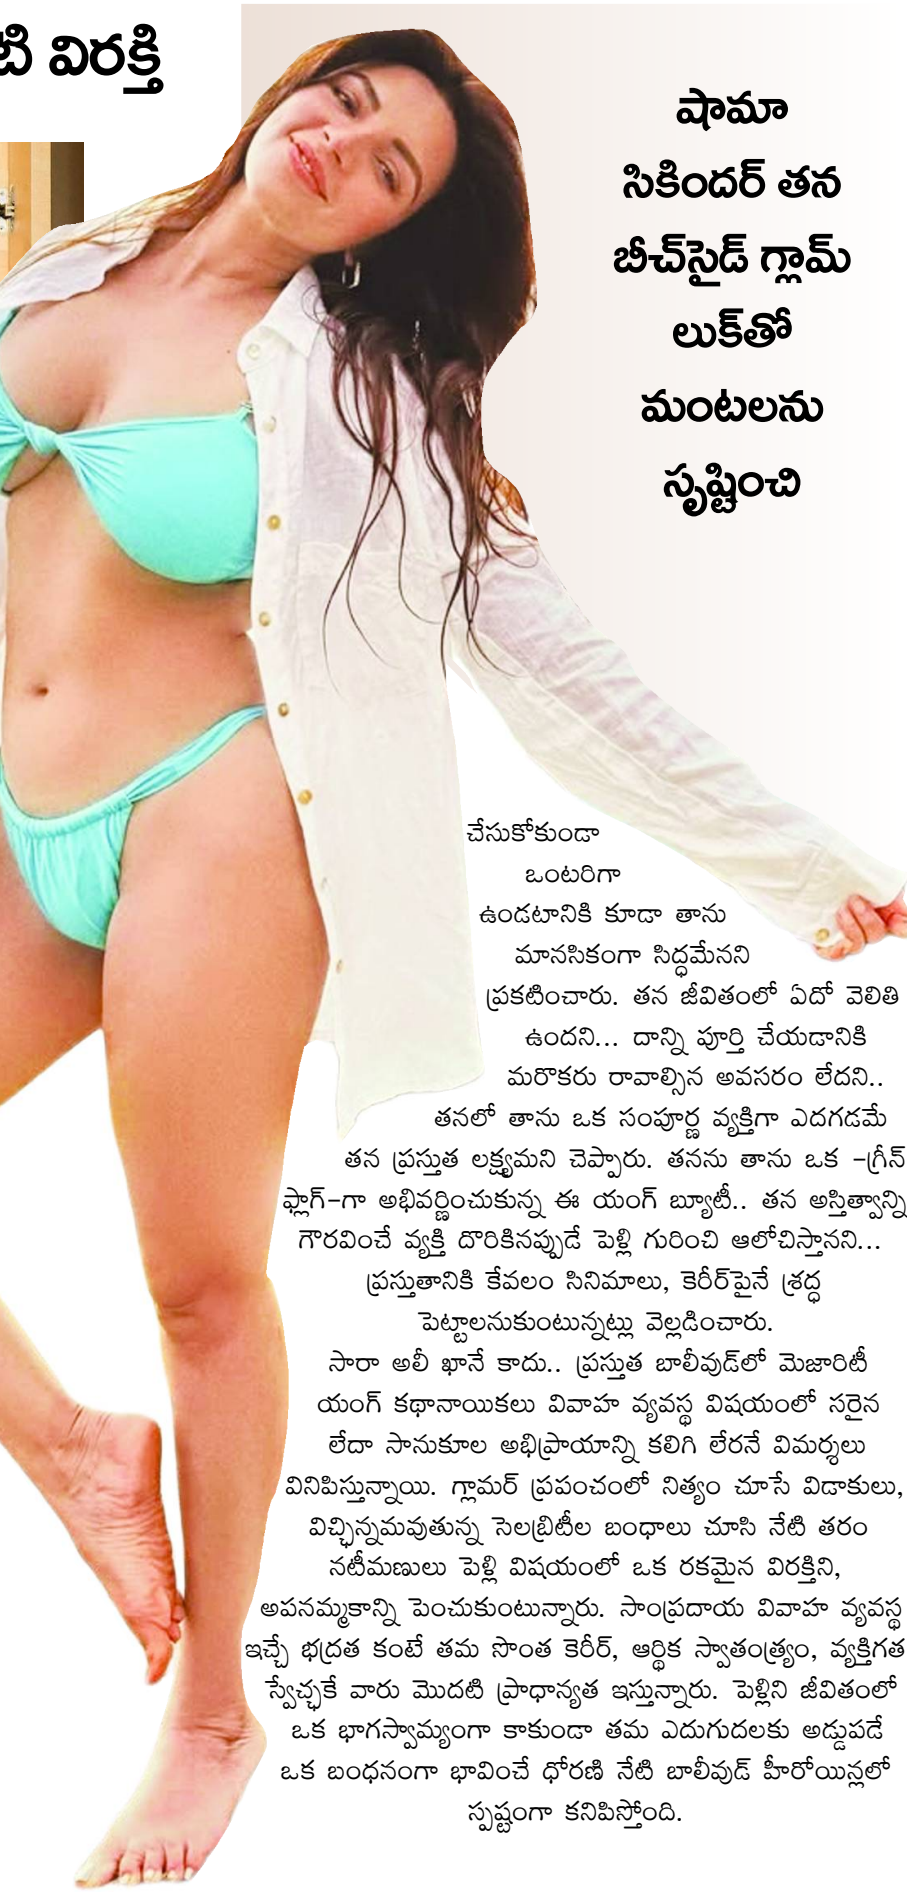 టి విరక్తి
షామా
సికిందర్ తన
బీచ్‌సైడ్ గ్లామ్
లుక్‌తో
మంటలను
సృష్టించి
చేసుకోకుండా
ఒంటరిగా
ఉండటానికి కూడా తాను
మానసికంగా సిద్ధమేనని
ప్రకటించారు. తన జీవితంలో ఏదో వెలితి
ఉందని... దాన్ని పూర్తి చేయడానికి
మరొకరు రావాల్సిన అవసరం లేదని..
తనలో తాను ఒక సంపూర్ణ వ్యక్తిగా ఎదగడమే
తన ప్రస్తుత లక్ష్యమని చెప్పారు. తనను తాను ఒక -గ్రీన్
ఫ్లాగ్-గా అభివర్ణించుకున్న ఈ యంగ్ బ్యూటీ.. తన అస్తిత్వాన్ని
గౌరవించే వ్యక్తి దొరికినప్పుడే పెళ్లి గురించి ఆలోచిస్తానని...
ప్రస్తుతానికి కేవలం సినిమాలు, కెరీర్‌పైనే శ్రద్ధ
పెట్టాలనుకుంటున్నట్లు వెల్లడించారు.
సారా అలీ ఖానే కాదు.. ప్రస్తుత బాలీవుడ్‌లో మెజారిటీ
యంగ్ కథానాయికలు వివాహ వ్యవస్థ విషయంలో సరైన
లేదా సానుకూల అభిప్రాయాన్ని కలిగి లేరనే విమర్శలు
వినిపిస్తున్నాయి. గ్లామర్ ప్రపంచంలో నిత్యం చూసే విడాకులు,
విచ్ఛిన్నమవుతున్న సెలబ్రిటీల బంధాలు చూసి నేటి తరం
నటీమణులు పెళ్లి విషయంలో ఒక రకమైన విరక్తిని,
అపనమ్మకాన్ని పెంచుకుంటున్నారు. సాంప్రదాయ వివాహ వ్యవస్థ
ఇచ్చే భద్రత కంటే తమ సొంత కెరీర్, ఆర్థిక స్వాతంత్ర్యం, వ్యక్తిగత
స్వేచ్ఛకే వారు మొదటి ప్రాధాన్యత ఇస్తున్నారు. పెళ్లిని జీవితంలో
ఒక భాగస్వామ్యంగా కాకుండా తమ ఎదుగుదలకు అడ్డుపడే
ఒక బంధనంగా భావించే ధోరణి నేటి బాలీవుడ్ హీరోయిన్లలో
స్పష్టంగా కనిపిస్తోంది.